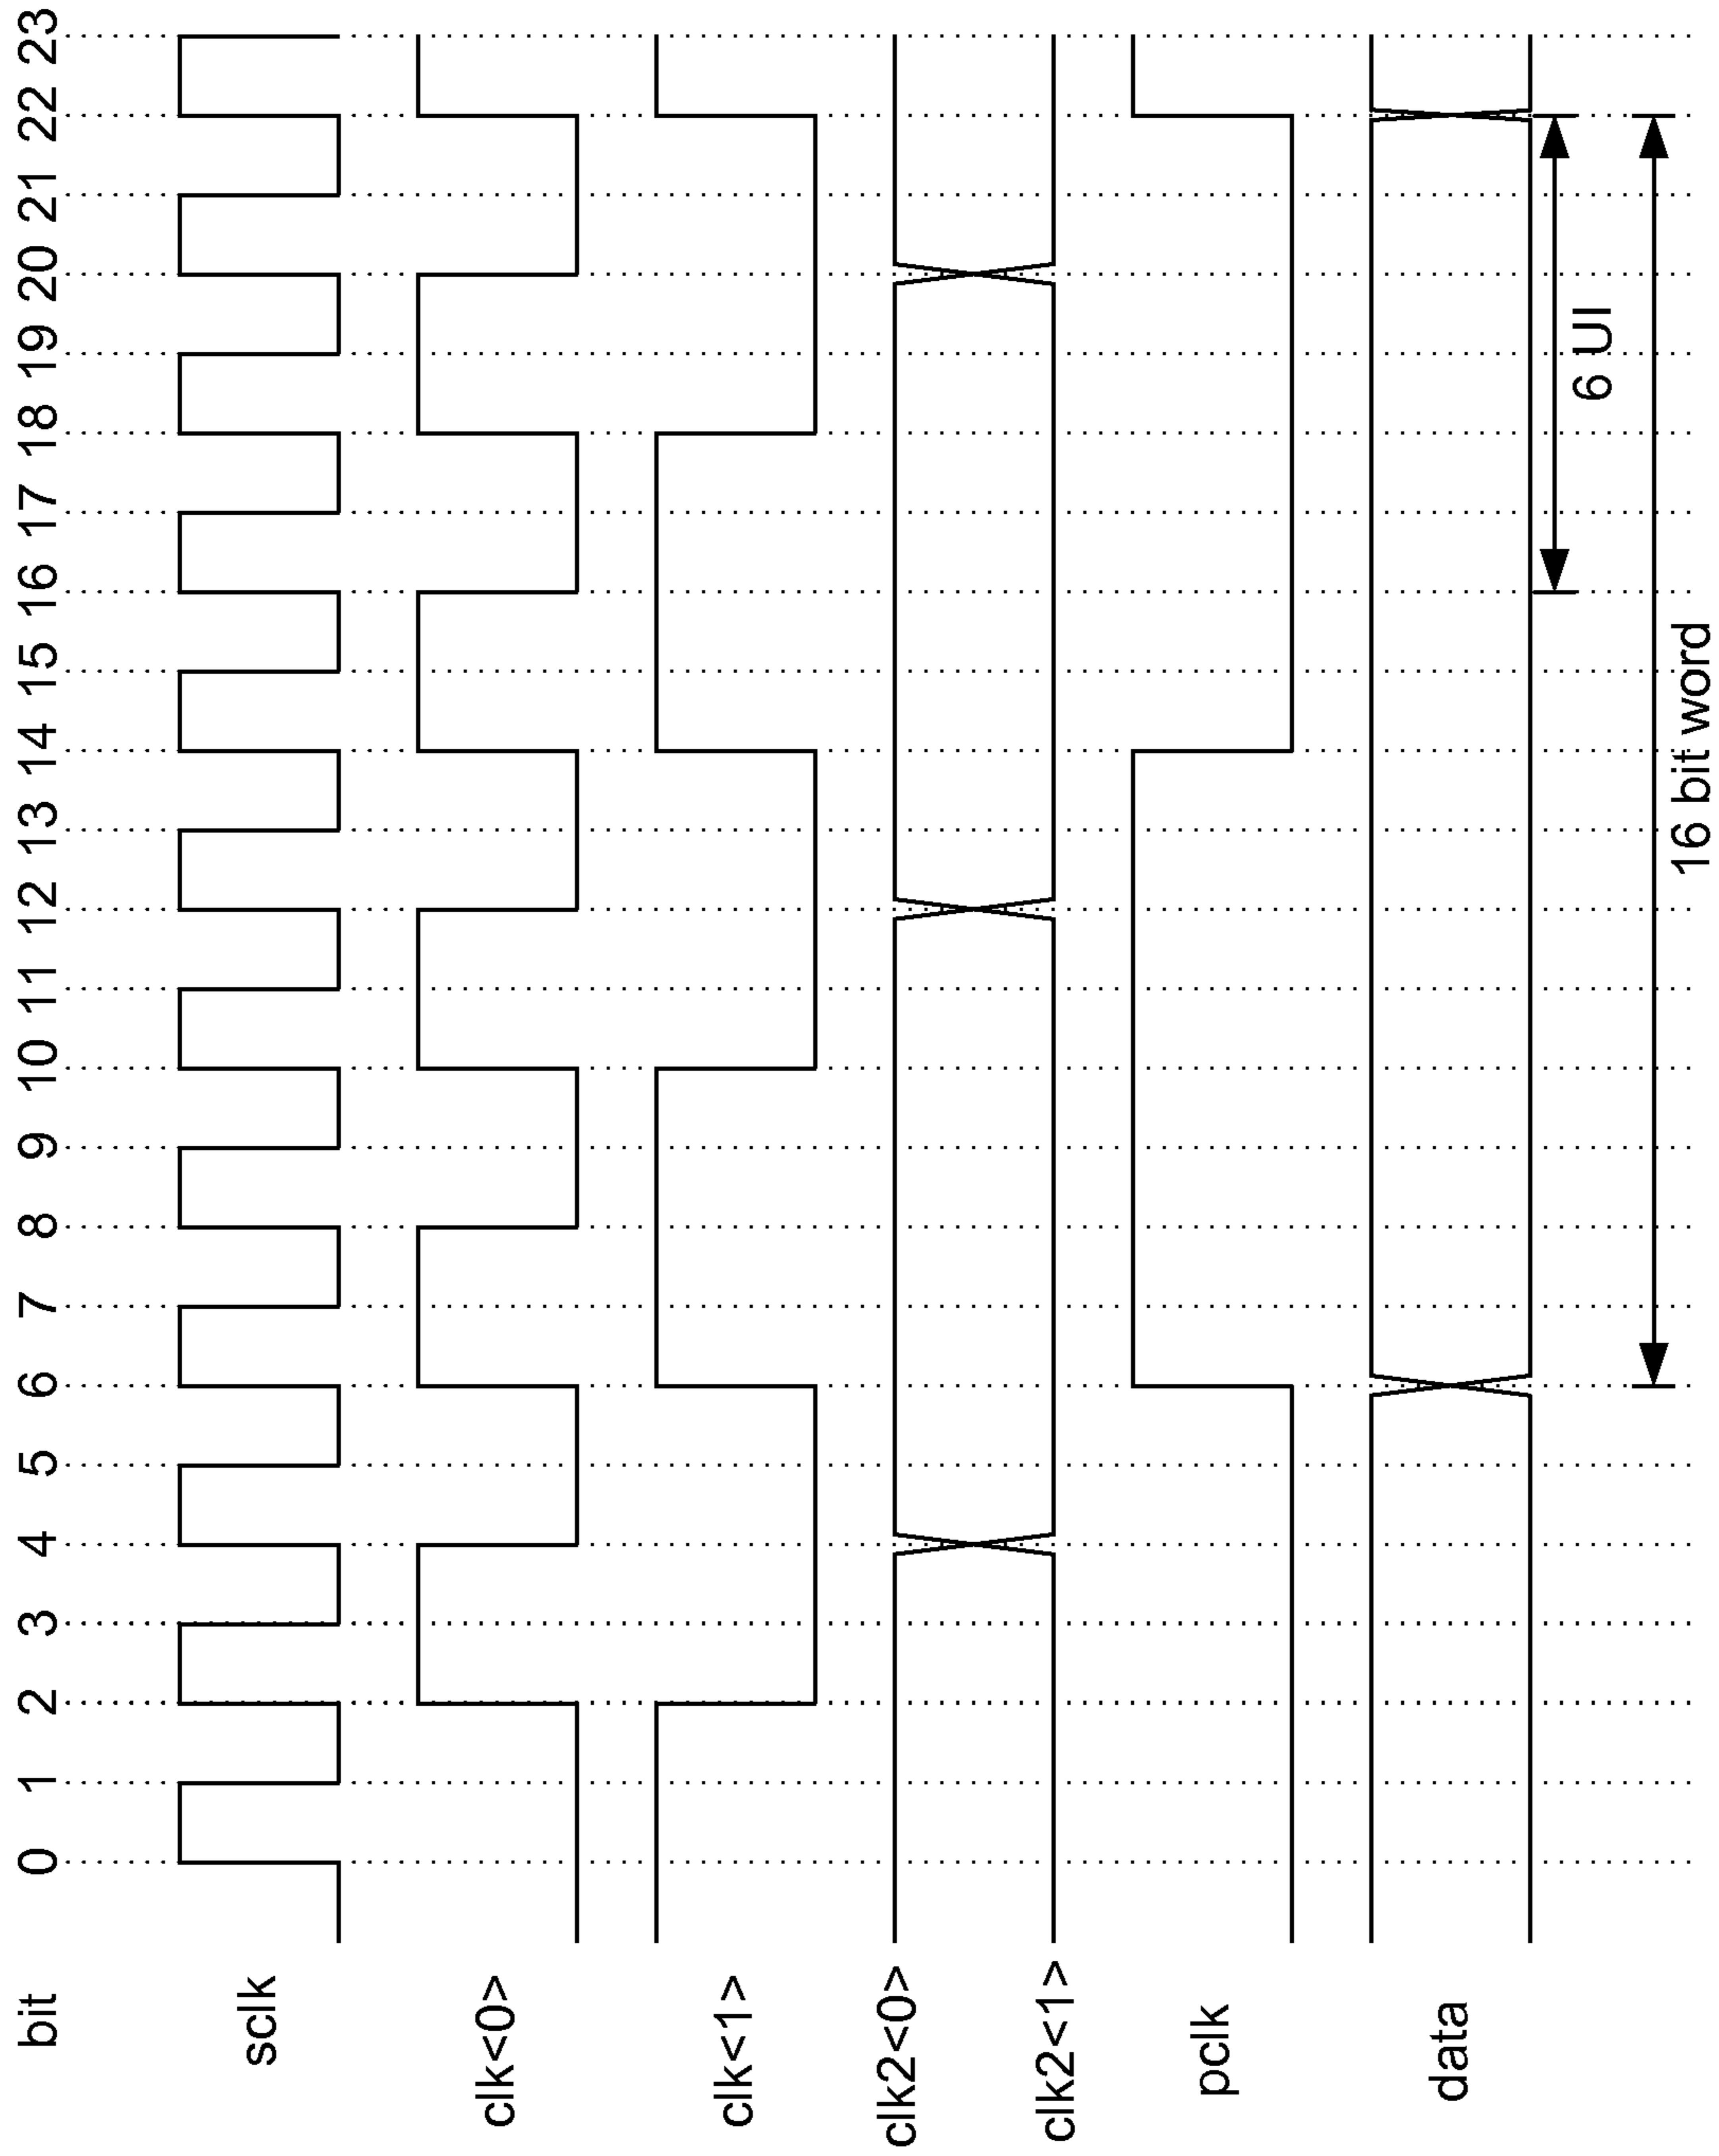 bit 0 1 2 3 4 5 6 7 8 9 10 11 12 13 14 15 16 17 18 19 20 21 22 23
sclk
clk<0>
clk<1>
clk2<0>
clk2<1>
pclk
data
6 UI
16 bit word